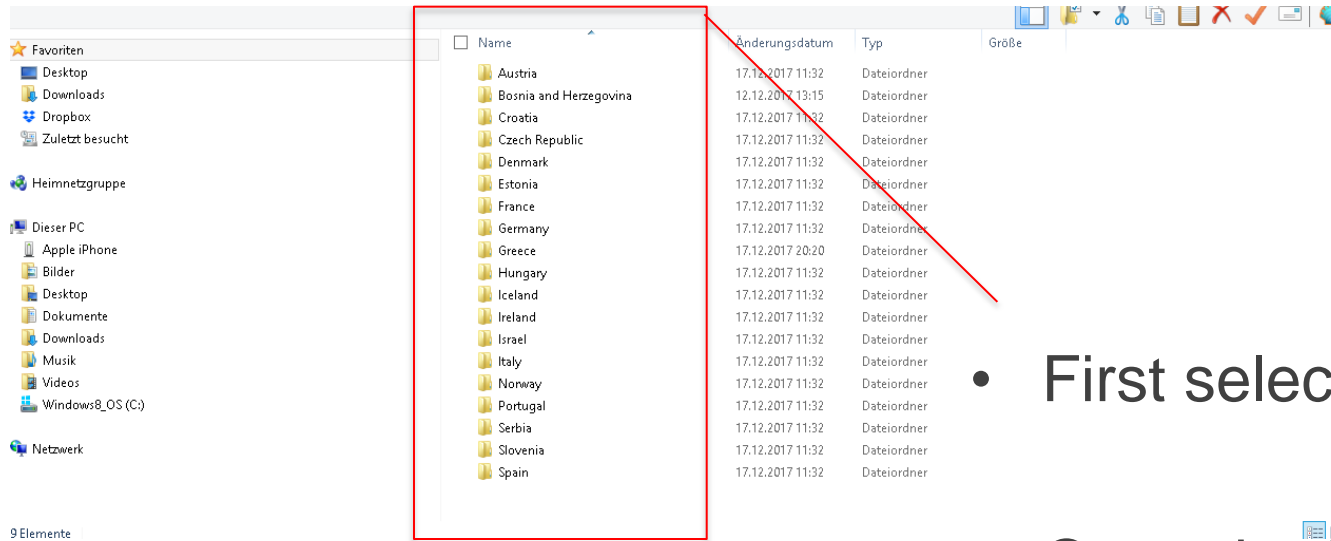 Name Änderungsdatum Typ Größe
Favoriten
Desktop
Downloads
Dropbox
Zuletzt besucht
Heimnetzgruppe
Dieser PC
Apple iPhone
Bilder
Desktop
Dokumente
Downloads
Musik
Videos
Windows8_OS (C:)
Netzwerk
Austria 17.12.2017 11:32 Dateiordner
Bosnia and Herzegovina 12.12.2017 13:15 Dateiordner
Croatia 17.12.2017 11:32 Dateiordner
Czech Republic 17.12.2017 11:32 Dateiordner
Denmark 17.12.2017 11:32 Dateiordner
Estonia 17.12.2017 11:32 Dateiordner
France 17.12.2017 11:32 Dateiordner
Germany 17.12.2017 11:32 Dateiordner
Greece 17.12.2017 20:20 Dateiordner
Hungary 17.12.2017 11:32 Dateiordner
Iceland 17.12.2017 11:32 Dateiordner
Ireland 17.12.2017 11:32 Dateiordner
Israel 17.12.2017 11:32 Dateiordner
Italy 17.12.2017 11:32 Dateiordner
Norway 17.12.2017 11:32 Dateiordner
Portugal 17.12.2017 11:32 Dateiordner
Serbia 17.12.2017 11:32 Dateiordner
Slovenia 17.12.2017 11:32 Dateiordner
Spain 17.12.2017 11:32 Dateiordner
9 Elemente
• First selec